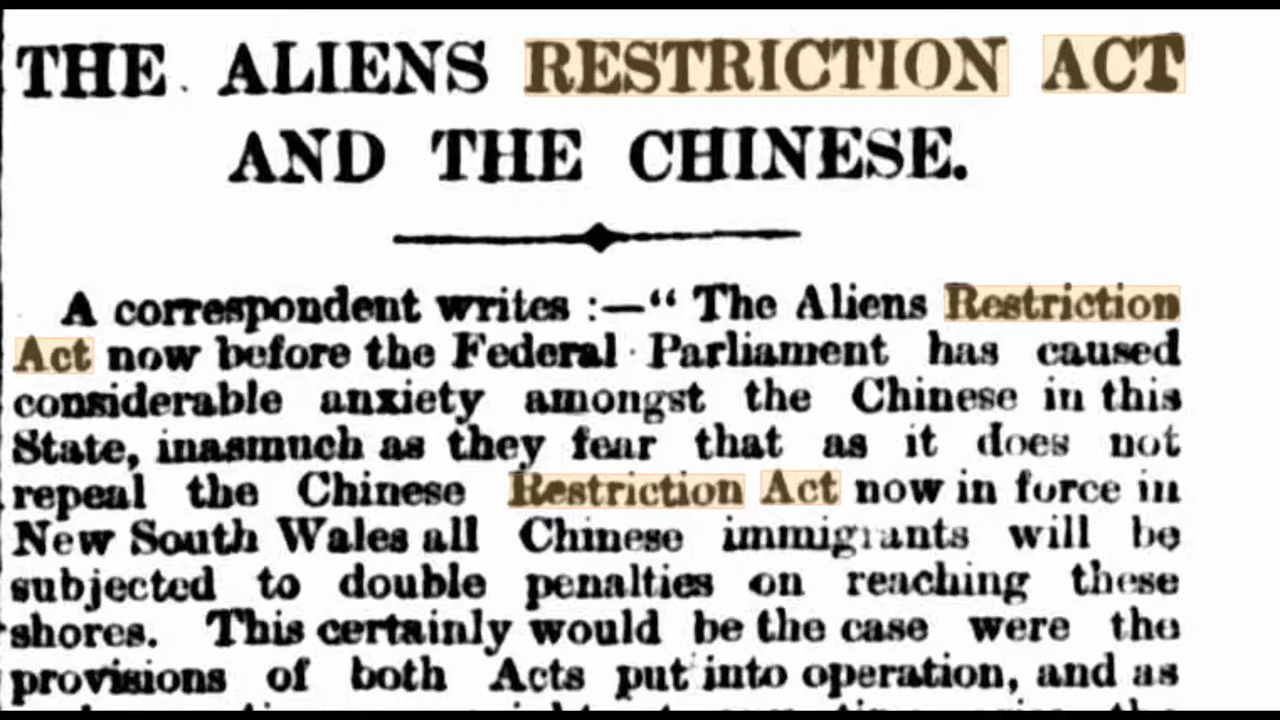 THE ALIENS RESTRICTION ACT
AND THE CHINESE.
A correspondent writes :—“ The Aliens Restriction
Act now before the Federal Parliament has caused
considerable anxiety amongst the Chinese in this
State, inasmuch as they fear that as it does not
repeal the Chinese Restriction Act now in force in
New South Wales all Chinese immigrants will be
subjected to double penalties on reaching these
shores. This certainly would be the case were the
provisions of both Acts put into operation, and as